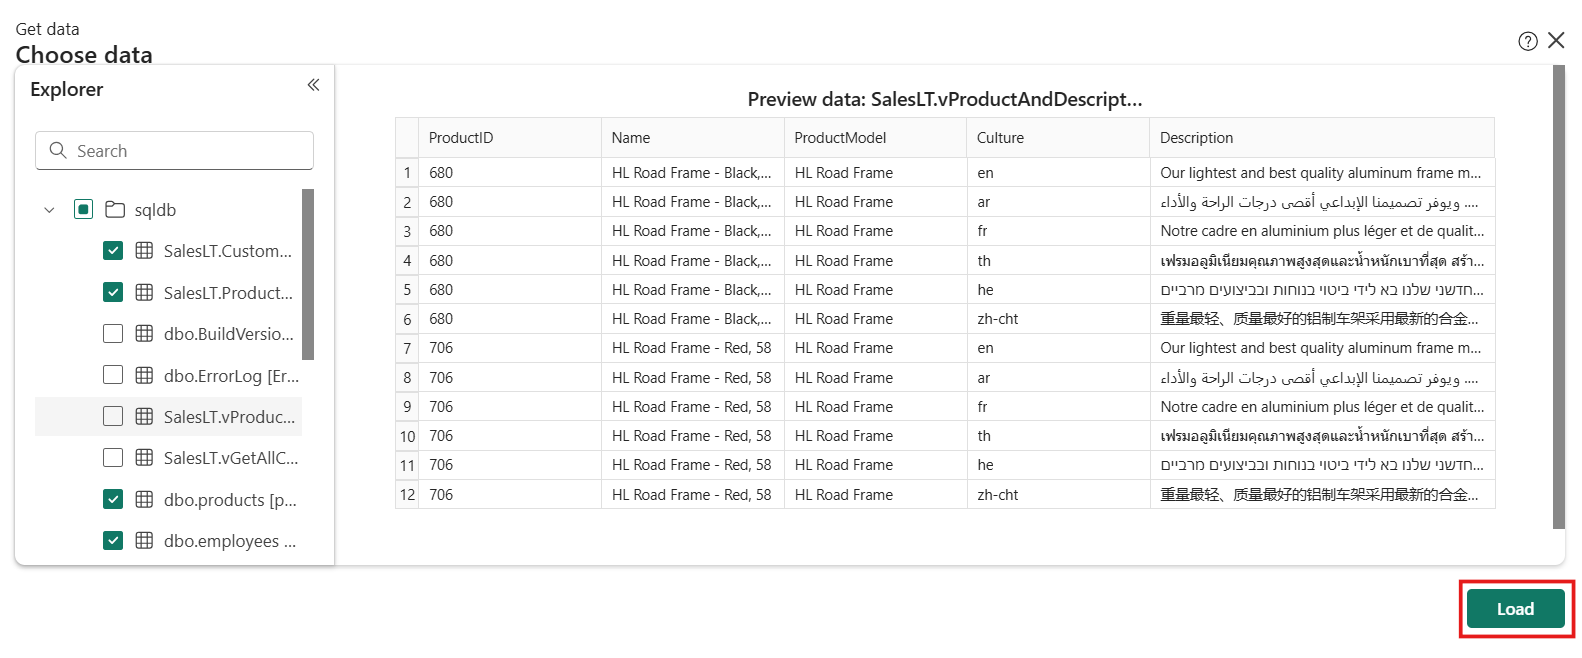 Get data
Choose data
Explorer
Search
sqldb
SalesLT.Custom...
SalesLT.Product...
dbo.BuildVersio...
dbo.ErrorLog [Er...
SalesLT.vProduc...
SalesLT.vGetAllC...
dbo.products [p...
dbo.employees ...
Preview data: SalesLT.vProductAndDescript...
ProductID Name ProductModel Culture Description
1 680 HL Road Frame - Black,... HL Road Frame en Our lightest and best quality aluminum frame m...
2 680 HL Road Frame - Black,... HL Road Frame ar ويوفر تصميمنا الإبداعي أقصى درجات الراحة والأداء ....
3 680 HL Road Frame - Black,... HL Road Frame fr Notre cadre en aluminium plus léger et de qualit...
4 680 HL Road Frame - Black,... HL Road Frame th เฟรมอลูมิเนียมคุณภาพสูงสุดและน้ำหนักเบาที่สุด สร้า...
5 680 HL Road Frame - Black,... HL Road Frame he ...חדשני שלנו בא לידי ביטוי בנוחות ובביצועים מרביים
6 680 HL Road Frame - Black,... HL Road Frame zh-cht 重量最轻、质量最好的铝制车架采用最新的合金...
7 706 HL Road Frame - Red, 58 HL Road Frame en Our lightest and best quality aluminum frame m...
8 706 HL Road Frame - Red, 58 HL Road Frame ar ويوفر تصميمنا الإبداعي أقصى درجات الراحة والأداء ....
9 706 HL Road Frame - Red, 58 HL Road Frame fr Notre cadre en aluminium plus léger et de qualit...
10 706 HL Road Frame - Red, 58 HL Road Frame th เฟรมอลูมิเนียมคุณภาพสูงสุดและน้ำหนักเบาที่สุด สร้า...
11 706 HL Road Frame - Red, 58 HL Road Frame he ...חדשני שלנו בא לידי ביטוי בנוחות ובביצועים מרביים
12 706 HL Road Frame - Red, 58 HL Road Frame zh-cht 重量最轻、质量最好的铝制车架采用最新的合金...
Load